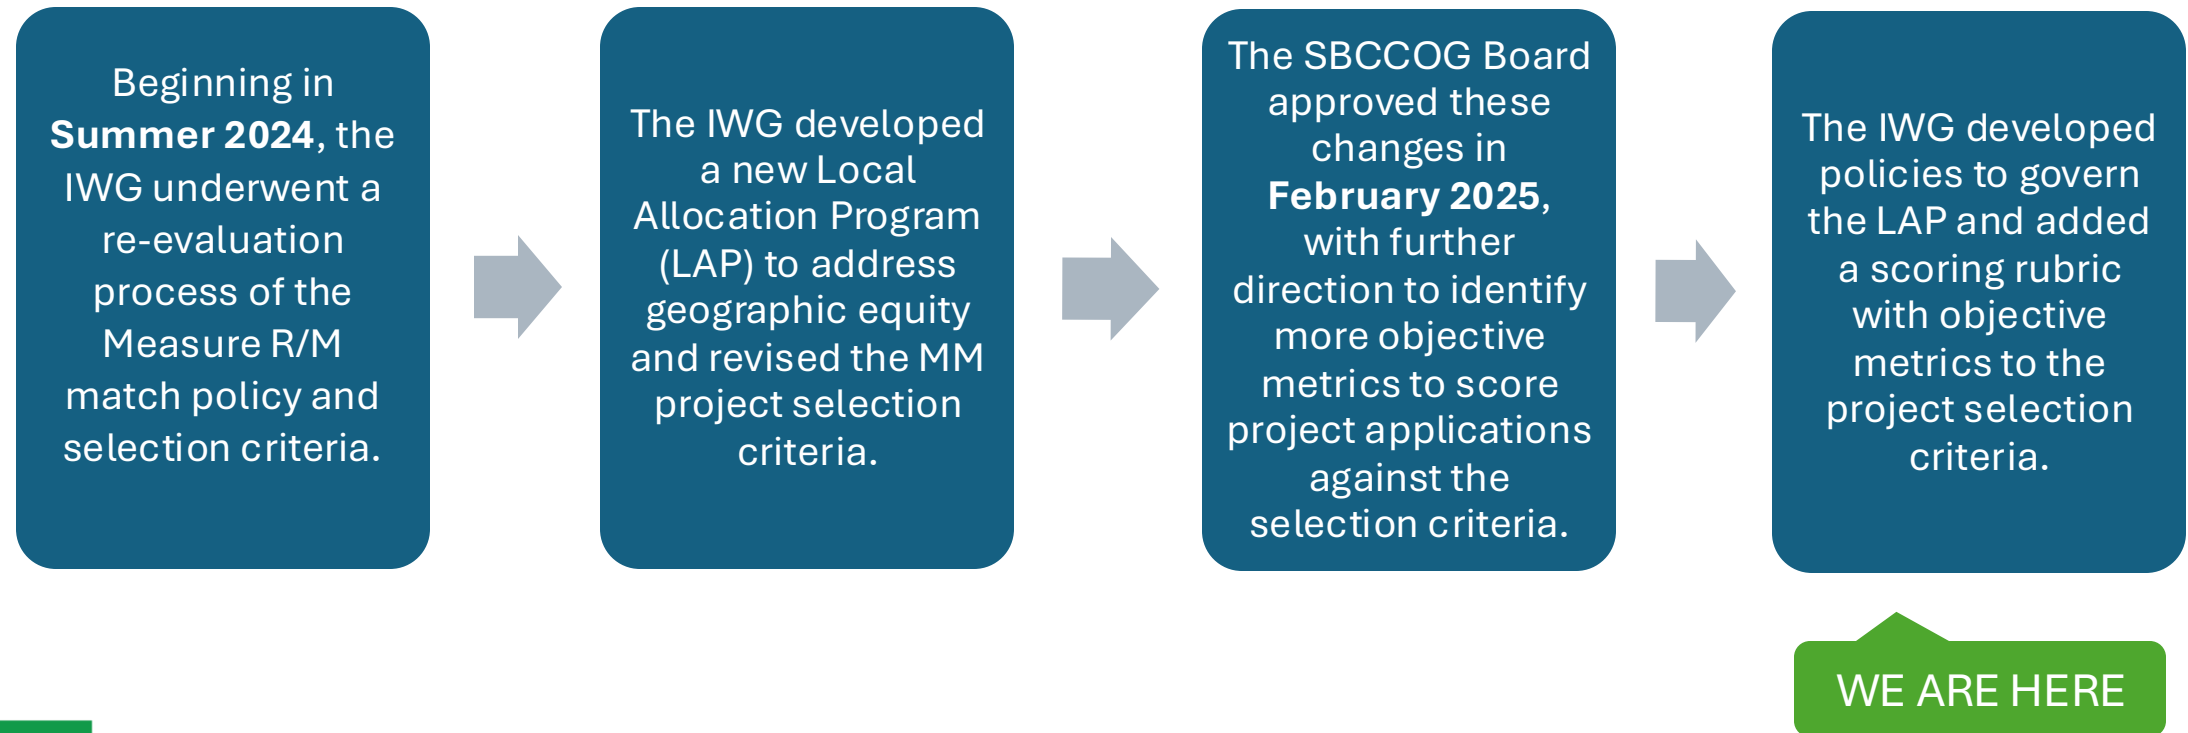 Beginning in
Summer 2024, the
IWG underwent a
re-evaluation
process of the
Measure R/M
match policy and
selection criteria.
The IWG developed
a new Local
Allocation Program
(LAP) to address
geographic equity
and revised the MM
project selection
criteria.
The SBCCOG Board
approved these
changes in
February 2025,
with further
direction to identify
more objective
metrics to score
project applications
against the
selection criteria.
The IWG developed
policies to govern
the LAP and added
a scoring rubric
with objective
metrics to the
project selection
criteria.
WE ARE HERE